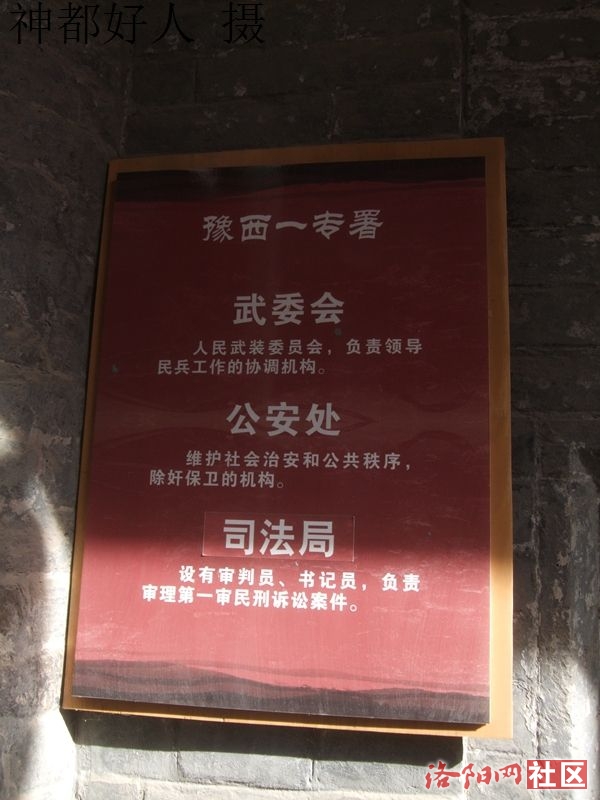 神都好人 摄
豫西一专署
武委会
人民武装委员会，负责领导
民兵工作的协调机构。
公安处
维护社会治安和公共秩序，
除奸保卫的机构。
司法局
设有审判员、书记员，负责
审理第一审民刑诉讼案件。
洛阳网社区